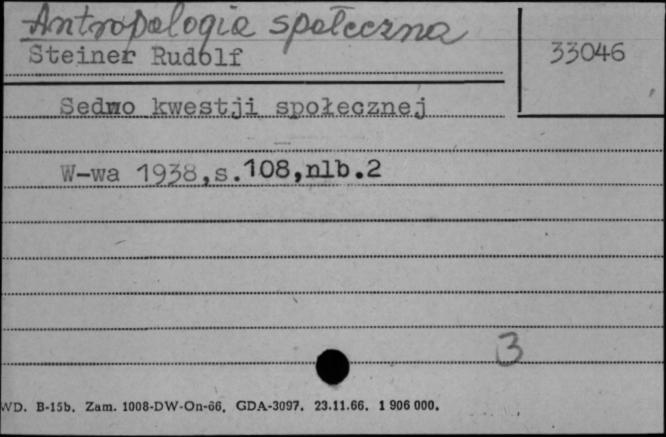 Antropologia społeczna
Steiner Rudolf
33046
Sedno kwestji społecznej
W-wa 1938,s.108,nlb.2
3
WD. B-15b. Zam. 1008-DW-On-66. GDA-3097. 23.11.66. 1 906 000.